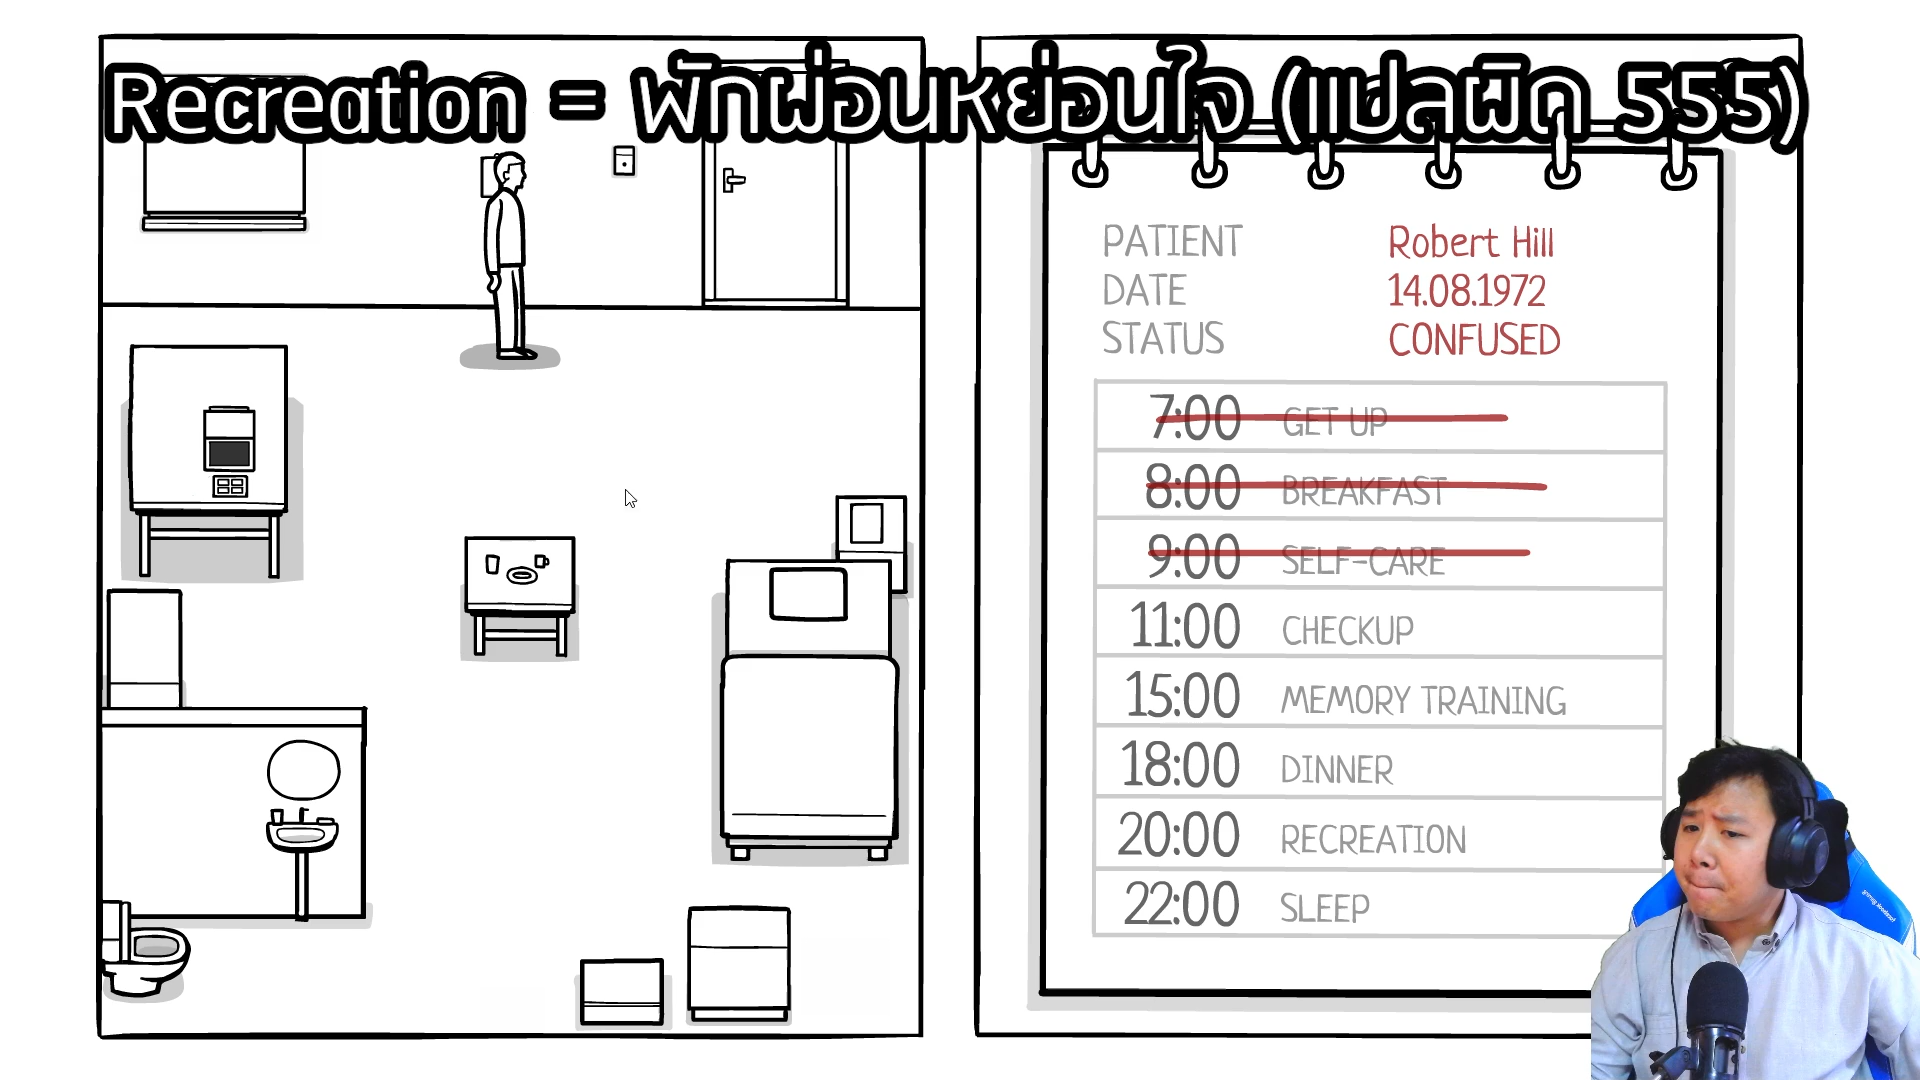 Recreation = พักผ่อนหย่อนใจ (แปลผิด 555)
PATIENT Robert Hill
DATE 14.08.1972
STATUS CONFUSED
7:00 GET UP
8:00 BREAKFAST
9:00 SELF-CARE
11:00 CHECKUP
15:00 MEMORY TRAINING
18:00 DINNER
20:00 RECREATION
22:00 SLEEP